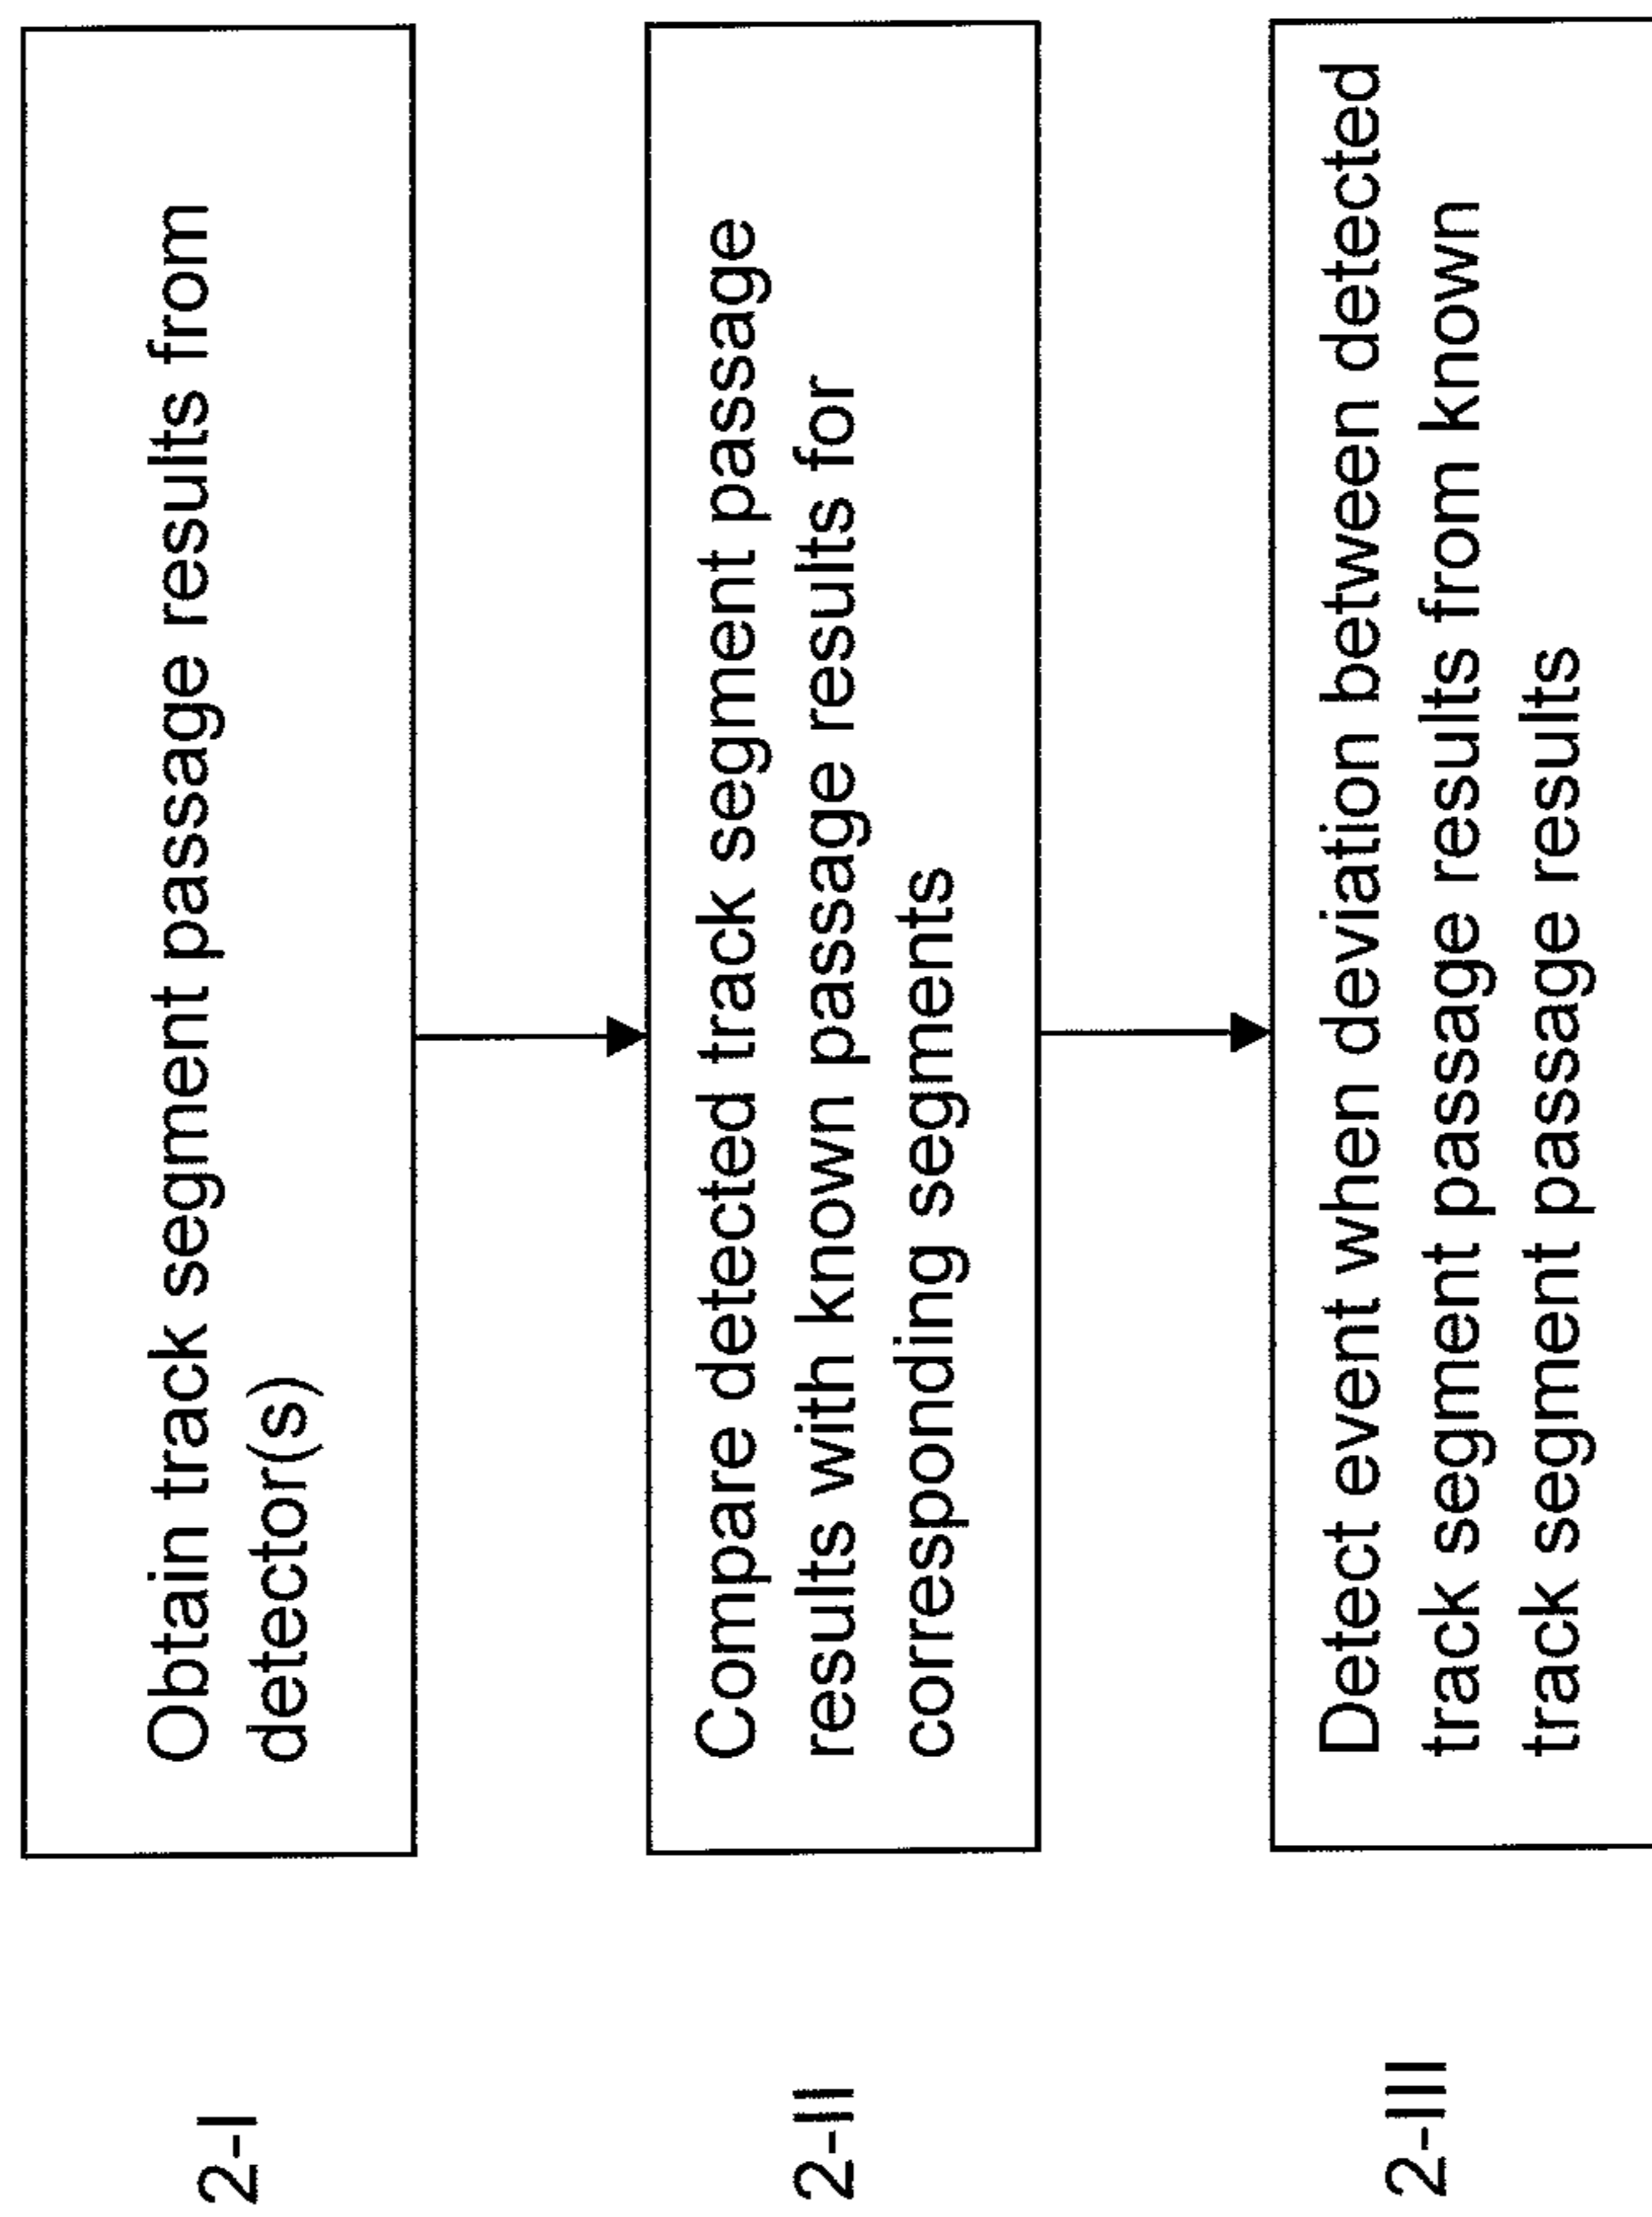 2-I
Obtain track segment passage results from
detector(s)
2-II
Compare detected track segment passage
results with known passage results for
corresponding segments
2-III
Detect event when deviation between detected
track segment passage results from known
track segment passage results